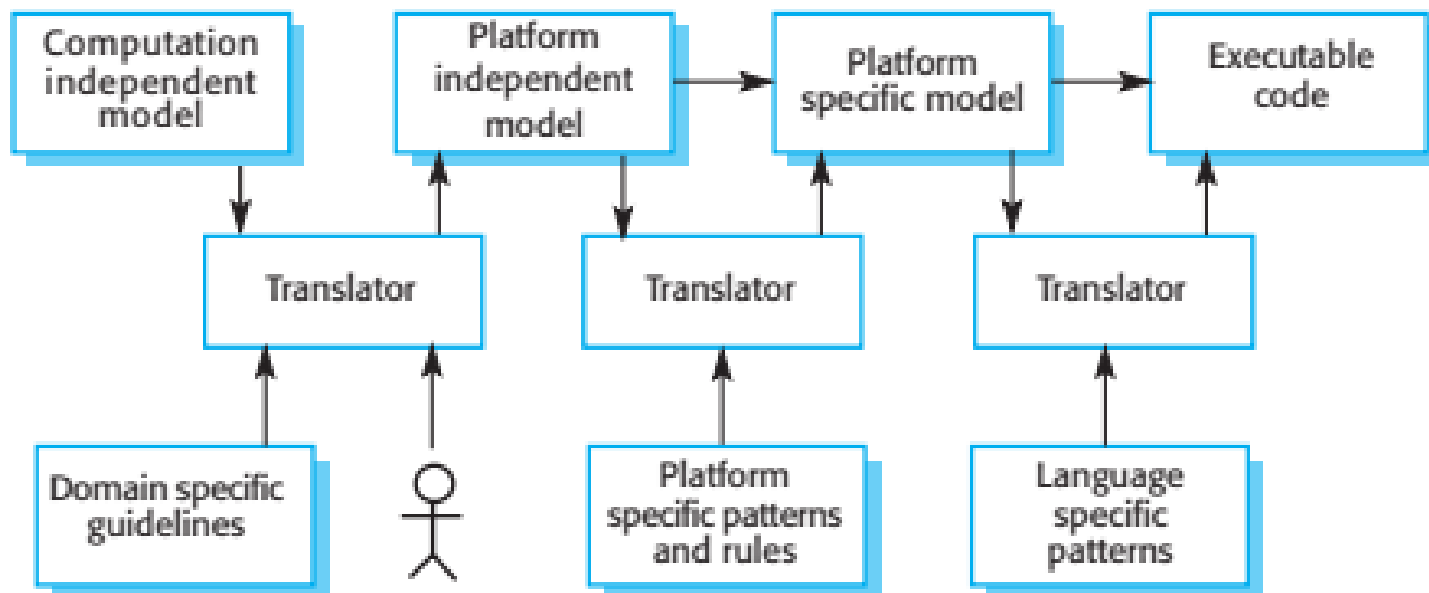 Computation
independent
model
Platform
independent
model
Platform
specific model
Executable
code
Translator
Translator
Translator
Domain specific
guidelines
Platform
specific patterns
and rules
Language
specific
patterns